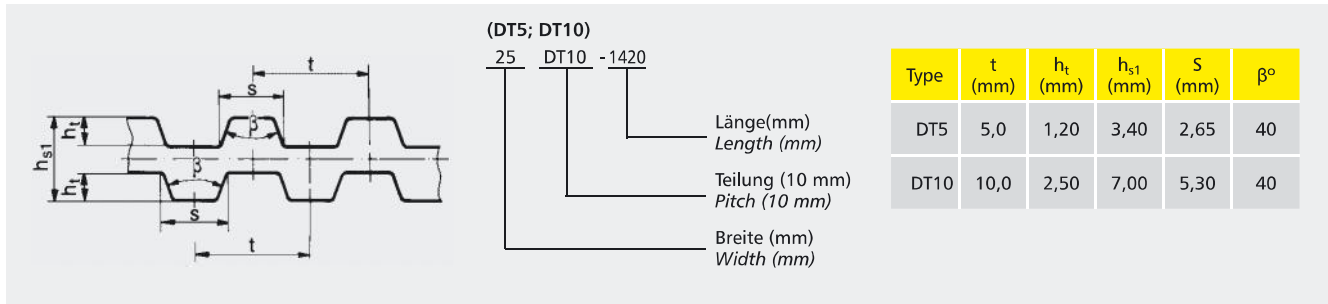 (DT5; DT10)
25 DT10 -1420
Länge(mm)
Length (mm)
Teilung (10 mm)
Pitch (10 mm)
Breite (mm)
Width (mm)
t
s
β
hₜ
hₛ₁
β
hₜ
s
t
Type t (mm) hₜ (mm) hₛ₁ (mm) S (mm) βº
DT5 5,0 1,20 3,40 2,65 40
DT10 10,0 2,50 7,00 5,30 40